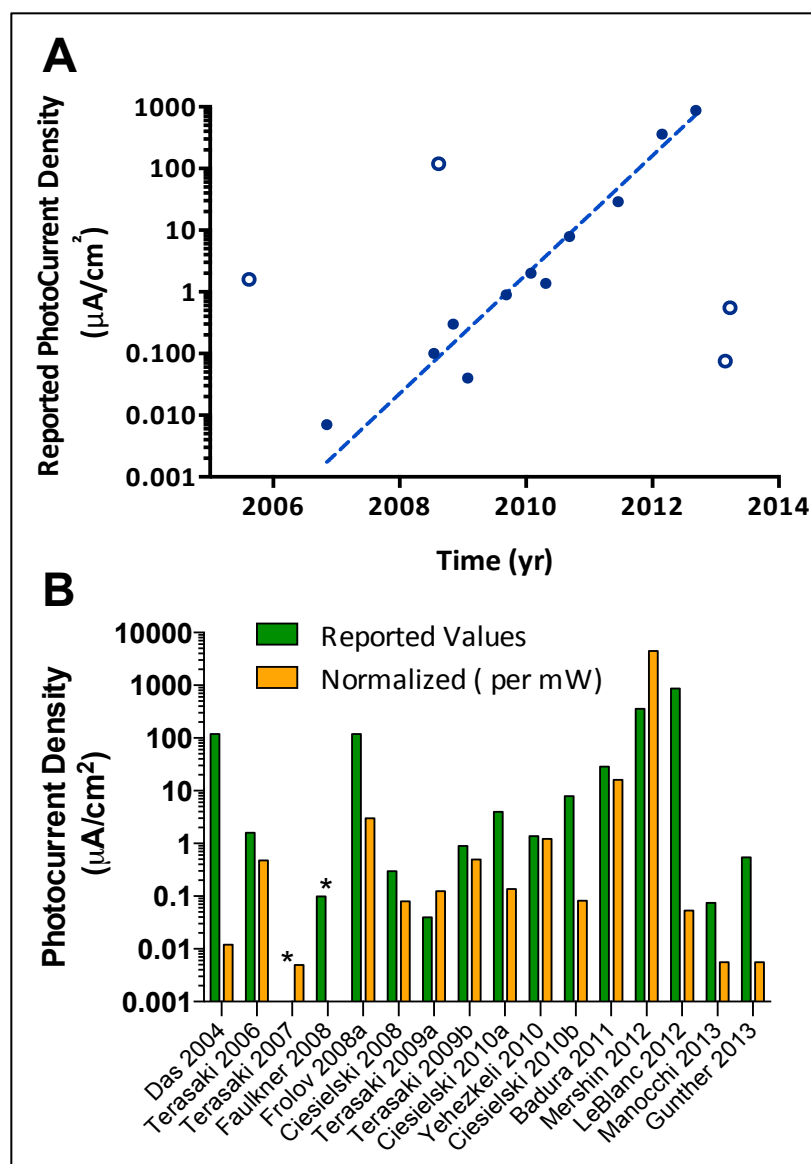 A
Reported PhotoCurrent Density
(µA/cm²)
1000
100
10
1
0.100
0.010
0.001
2006
2008
2010
2012
2014
Time (yr)
B
Photocurrent Density
(µA/cm²)
10000
1000
100
10
1
0.1
0.01
0.001
Reported Values
Normalized ( per mW)
*
*
Das 2004
Terasaki 2006
Terasaki 2007
Faulkner 2008
Frolov 2008a
Ciesielski 2008
Terasaki 2009a
Terasaki 2009b
Ciesielski 2010a
Yehezkeli 2010
Ciesielski 2010b
Badura 2011
Mershin 2012
LeBlanc 2012
Manocchi 2013
Gunther 2013